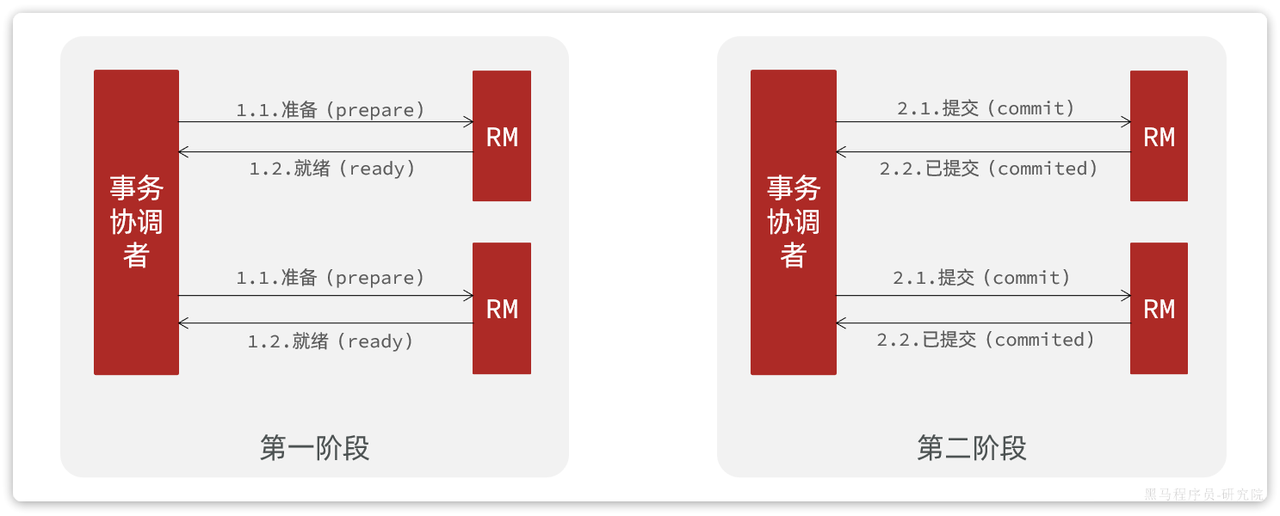 事务
协调
者
1.1.准备（prepare）
1.2.就绪（ready）
RM
1.1.准备（prepare）
1.2.就绪（ready）
RM
第一阶段
事务
协调
者
2.1.提交（commit）
2.2.已提交（commited）
RM
2.1.提交（commit）
2.2.已提交（commited）
RM
第二阶段
黑马程序员-研究院